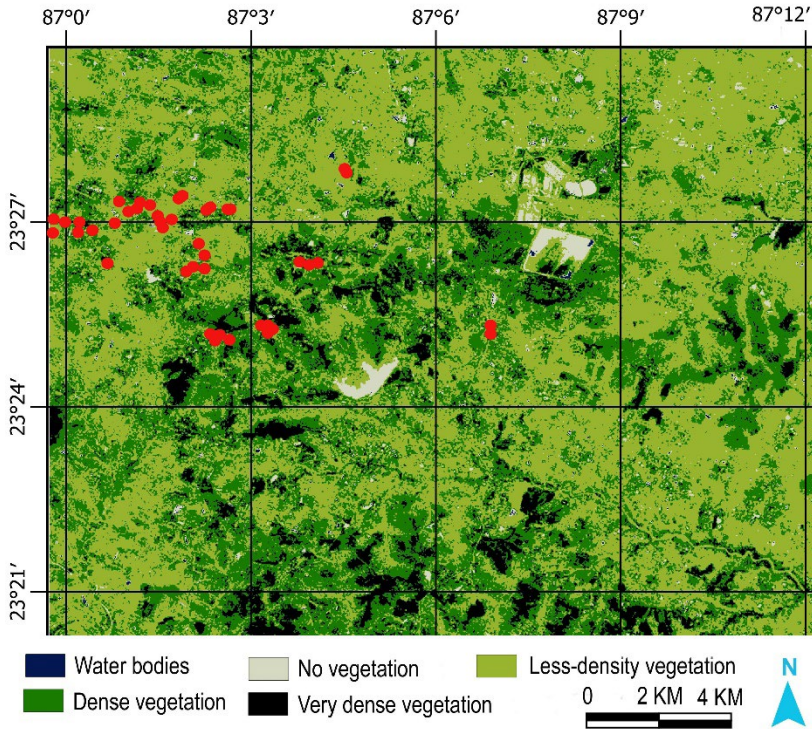 87°0′ 87°3′ 87°6′ 87°9′ 87°12′
23°27′
23°24′
23°21′
Water bodies No vegetation Less-density vegetation
Dense vegetation Very dense vegetation
N
0 2 KM 4 KM